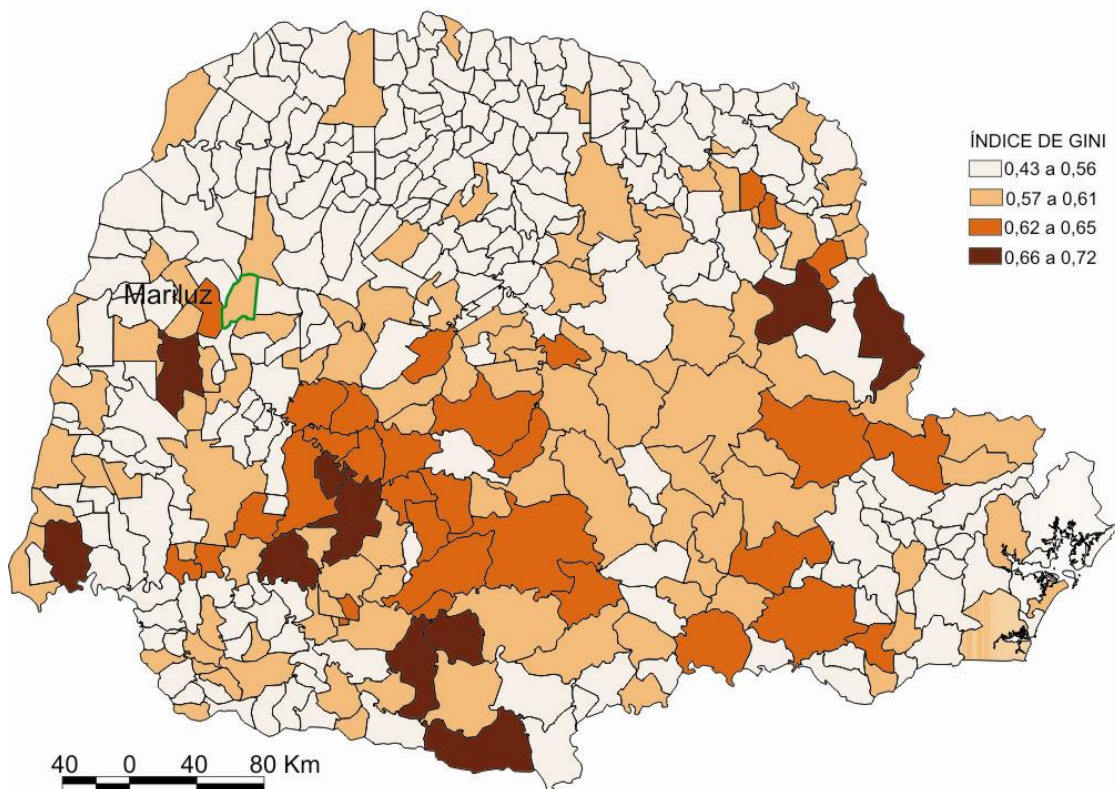 ÍNDICE DE GINI
0,43 a 0,56
0,57 a 0,61
0,62 a 0,65
0,66 a 0,72
Mariluz
40 0 40 80 Km